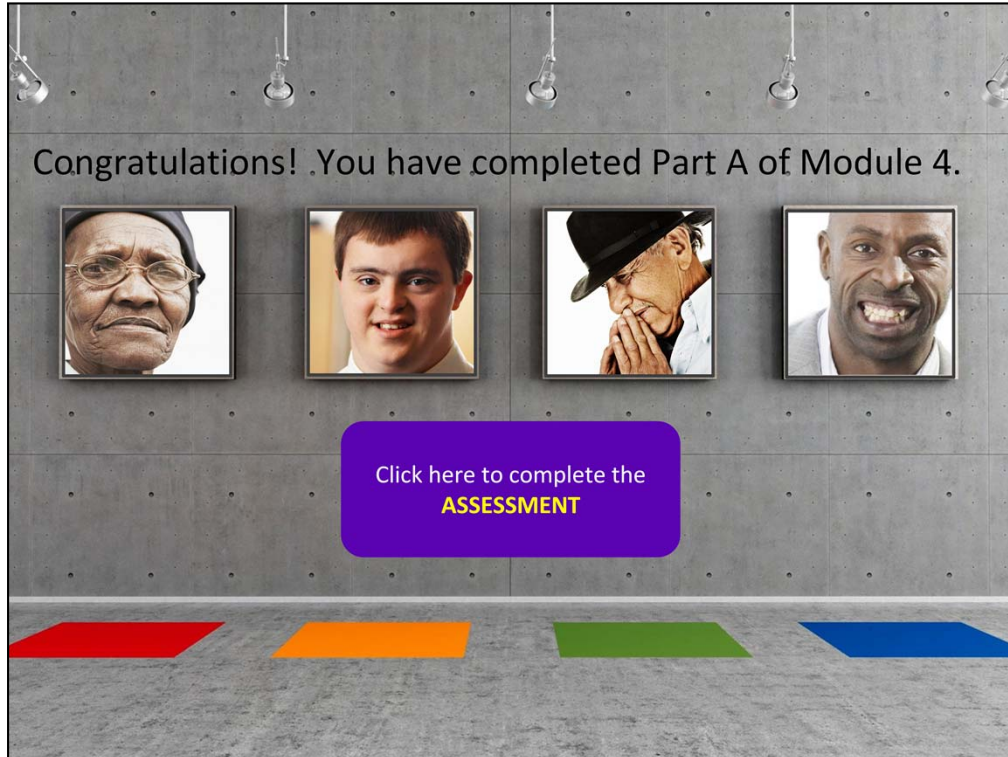 Congratulations!  You have completed Part A of Module 4.
Click here to complete the
ASSESSMENT